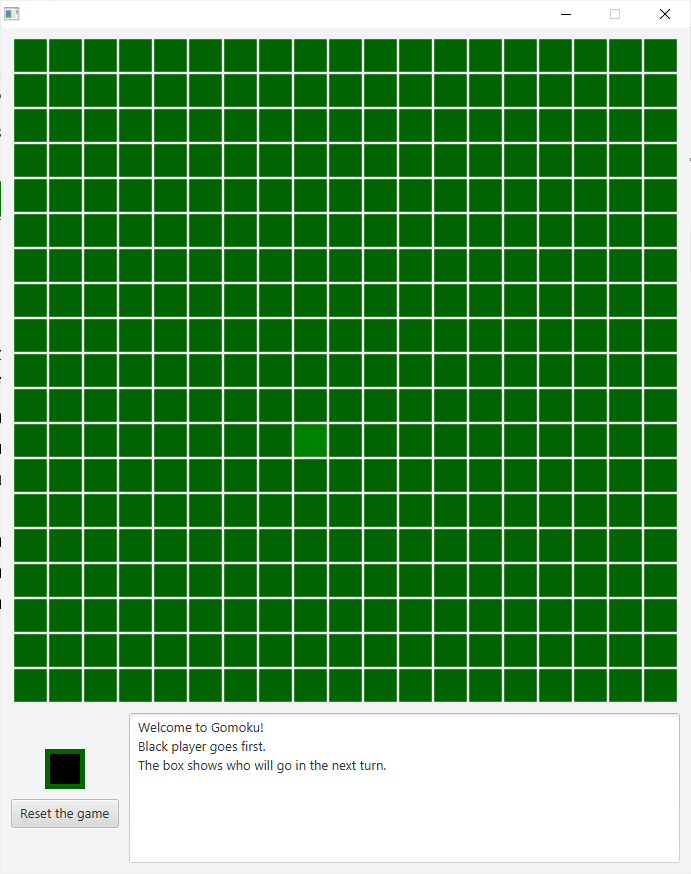 Welcome to Gomoku!
Black player goes first.
The box shows who will go in the next turn.
Reset the game